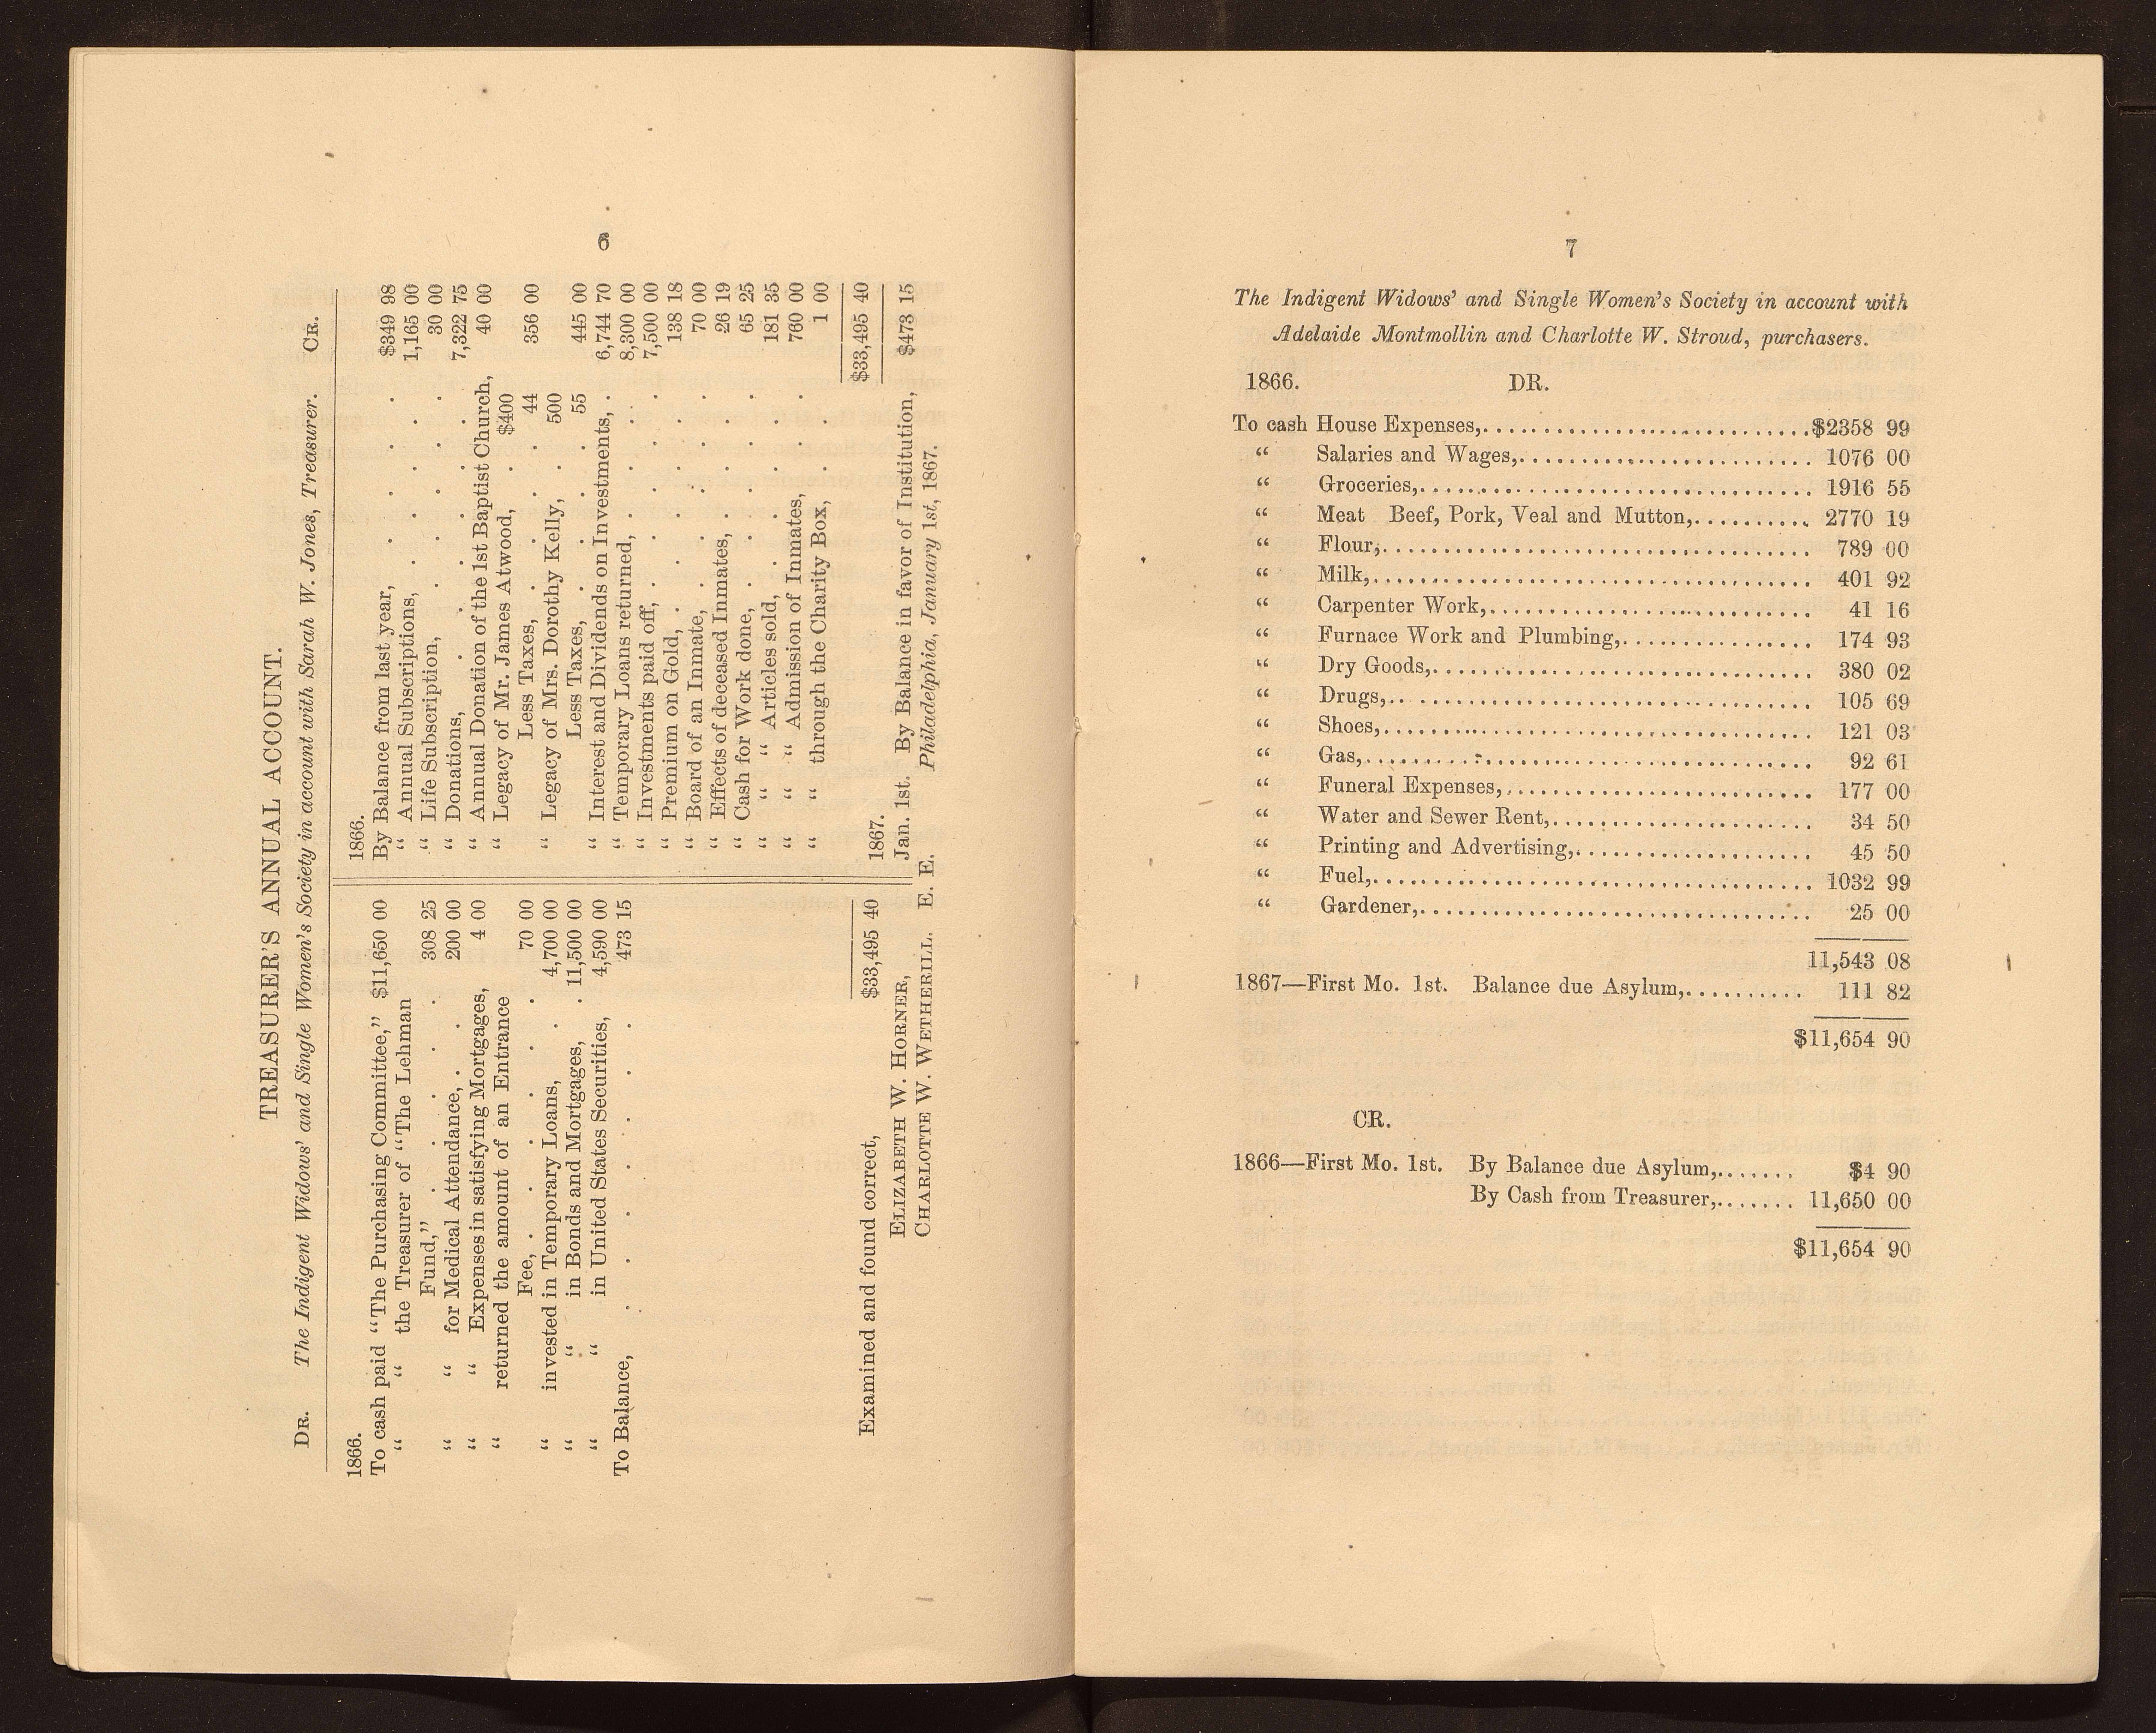 6
TREASURER'S ANNUAL ACCOUNT.
DR. The Indigent Widows' and Single Women's Society in account with Sarah W. Jones, Treasurer. CR.
1866.
To cash paid "The Purchasing Committee," $11,650 00
" " the Treasurer of "The Lehman
Fund," . . . . . 308 25
" " for Medical Attendance, . . 200 00
" " Expenses in satisfying Mortgages, 4 00
" returned the amount of an Entrance
Fee, . . . . . . 70 00
" invested in Temporary Loans, . . 4,700 00
" " in Bonds and Mortgages, . 11,500 00
" " in United States Securities, 4,590 00
To Balance, . . . . . . . 473 15
$33,495 40
Examined and found correct,
ELIZABETH W. HORNER,
CHARLOTTE W. WETHERILL.
1866.
By Balance from last year, . . . . $349 98
" Annual Subscriptions, . . . . 1,165 00
" Life Subscription, . . . . . 30 00
" Donations, . . . . . . 7,322 75
" Annual Donation of the 1st Baptist Church, 40 00
" Legacy of Mr. James Atwood, . $400
Less Taxes, . . . . 44 356 00
" Legacy of Mrs. Dorothy Kelly, . 500
Less Taxes, . . . . 55 445 00
" Interest and Dividends on Investments, . 6,744 70
" Temporary Loans returned, . . . 8,300 00
" Investments paid off, . . . . 7,500 00
" Premium on Gold, . . . . . 138 18
" Board of an Inmate, . . . . 70 00
" Effects of deceased Inmates, . . . 26 19
" Cash for Work done, . . . . 65 25
" " " Articles sold, . . . . 181 35
" " " Admission of Inmates, . . 760 00
" " through the Charity Box, . . 1 00
$33,495 40
1867.
Jan. 1st. By Balance in favor of Institution, $473 15
E. E. Philadelphia, January 1st, 1867.
7
The Indigent Widows' and Single Women's Society in account with
Adelaide Montmollin and Charlotte W. Stroud, purchasers.
1866. DR.
To cash House Expenses,..............................$2358 99
" Salaries and Wages,........................... 1076 00
" Groceries,.................................... 1916 55
" Meat Beef, Pork, Veal and Mutton,.......... 2770 19
" Flour,........................................ 789 00
" Milk,......................................... 401 92
" Carpenter Work,.............................. 41 16
" Furnace Work and Plumbing,................ 174 93
" Dry Goods,................................... 380 02
" Drugs,....................................... 105 69
" Shoes,....................................... 121 03
" Gas,......................................... 92 61
" Funeral Expenses,............................ 177 00
" Water and Sewer Rent,........................ 34 50
" Printing and Advertising,..................... 45 50
" Fuel,......................................... 1032 99
" Gardener,.................................... 25 00
11,543 08
1867—First Mo. 1st. Balance due Asylum,.......... 111 82
$11,654 90
CR.
1866—First Mo. 1st. By Balance due Asylum,....... $4 90
By Cash from Treasurer,....... 11,650 00
$11,654 90